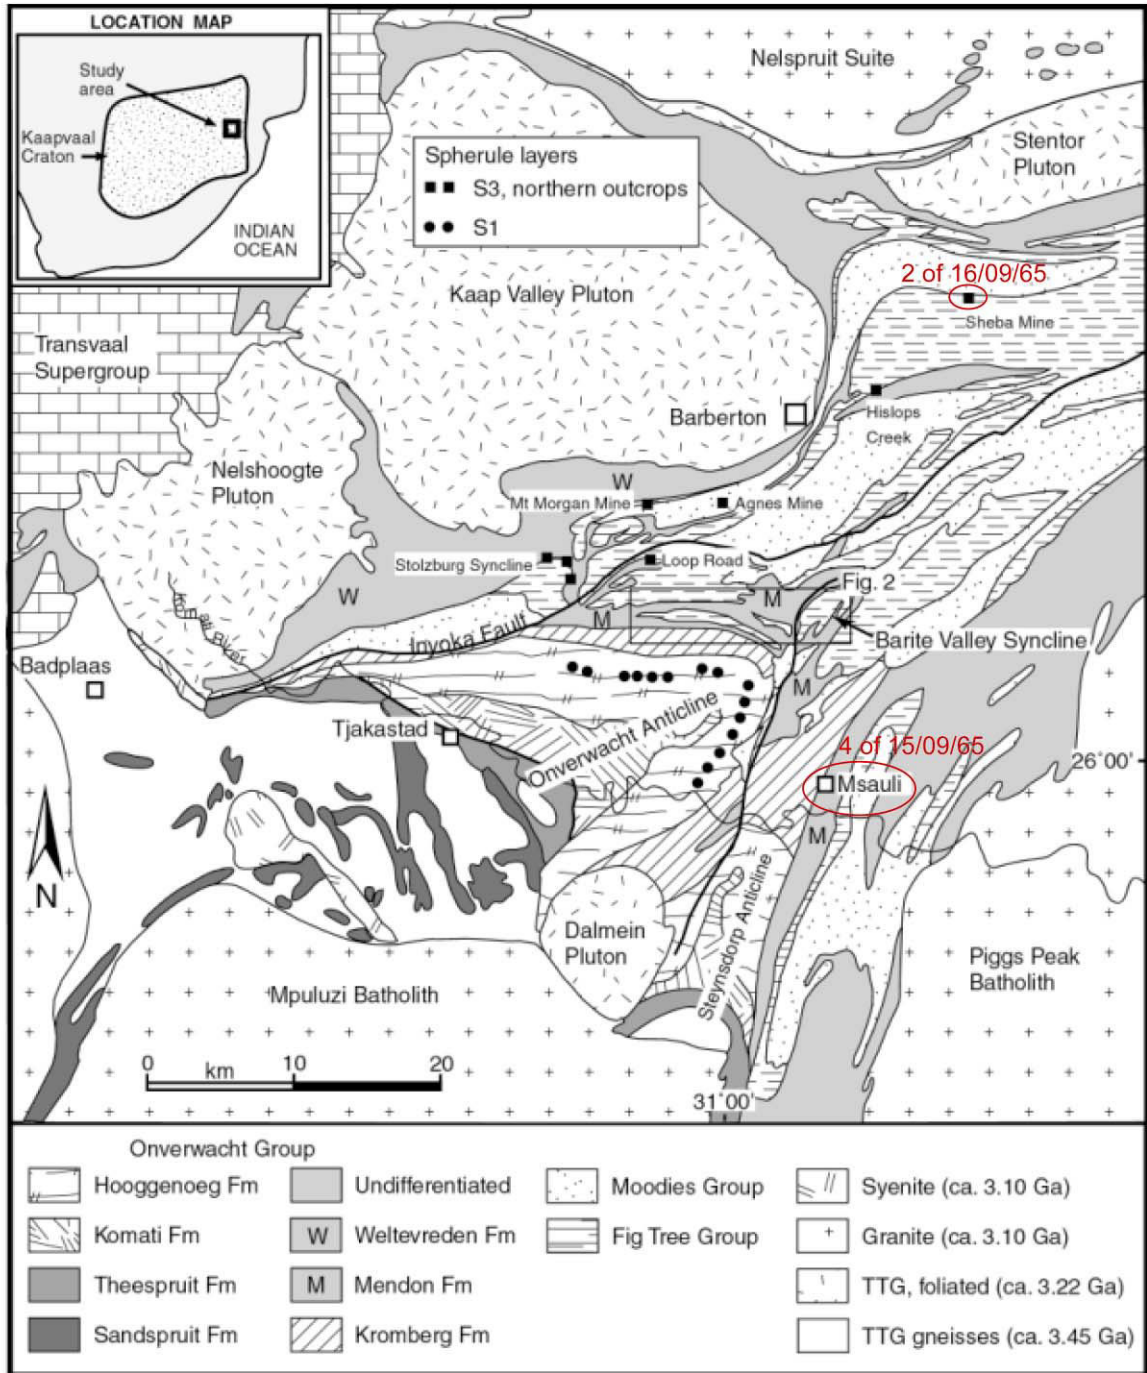 LOCATION MAP
Study
area
Kaapvaal
Craton
INDIAN
OCEAN
Nelspruit Suite
Stentor
Pluton
Spherule layers
S3, northern outcrops
S1
2 of 16/09/65
Sheba Mine
Kaap Valley Pluton
Transvaal
Supergroup
Barberton
Hislops
Creek
Nelshoogte
Pluton
W
Mt Morgan Mine
Agnes Mine
Stolzburg Syncline
Loop Road
W
M
Fig. 2
M
Inyoka Fault
Barite Valley Syncline
Komati River
Badplaas
M
Tjakastad
Onverwacht Anticline
4 of 15/09/65
26°00'
Msauli
M
N
Dalmein
Pluton
Steynsdorp Anticline
Piggs Peak
Batholith
Mpuluzi Batholith
0 10 20
km
31°00'
Onverwacht Group
Hooggenoeg Fm
Undifferentiated
Moodies Group
Syenite (ca. 3.10 Ga)
Komati Fm
W
Weltevreden Fm
Fig Tree Group
+
Granite (ca. 3.10 Ga)
Theespruit Fm
M
Mendon Fm
TTG, foliated (ca. 3.22 Ga)
Sandspruit Fm
Kromberg Fm
TTG gneisses (ca. 3.45 Ga)